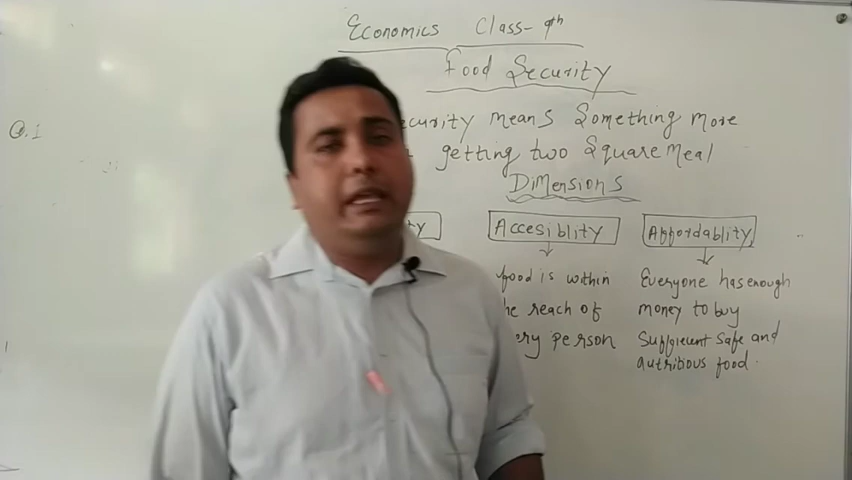 Economics Class-9th
Food Security
Q.1
curity means Something more
getting two Square meal
Dimensions
ty Accesiblity Affordablity
food is within Everyone has enough
he reach of money to buy
ery person Suffiecent safe and
nutritious food.